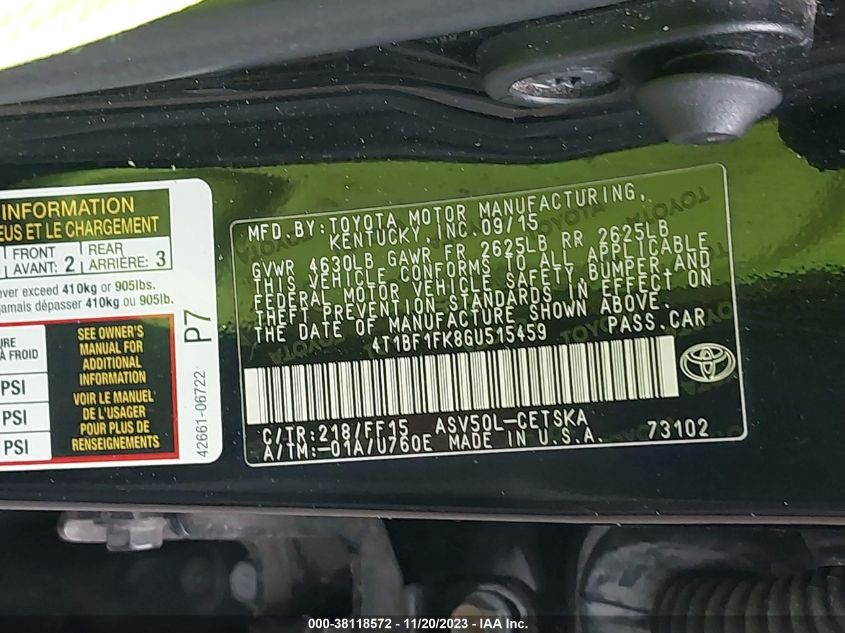 INFORMATION
EUS ET LE CHARGEMENT
FRONT
AVANT: 2
REAR
ARRIÈRE: 3
ever exceed 410kg or 905lbs.
jamais dépasser 410kg ou 905lb.
À FROID
PSI
PSI
PSI
SEE OWNER'S
MANUAL FOR
ADDITIONAL
INFORMATION
VOIR LE MANUEL
DE L'USAGER
POUR PLUS DE
RENSEIGNEMENTS
P7
42661-06722
MFD. BY: TOYOTA MOTOR MANUFACTURING,
KENTUCKY, INC 09/15
GVWR 4630LB GAWR FR 2625LB RR 2625LB
THIS VEHICLE CONFORMS TO ALL APPLICABLE
FEDERAL MOTOR VEHICLE SAFETY, BUMPER, AND
THEFT PREVENTION STANDARDS IN EFFECT ON
THE DATE OF MANUFACTURE SHOWN ABOVE.
4T1BF1FK8GU515459 PASS. CAR
C/TR: 218/FF15 ASV50L-CETSKA
A/TM: -01A/U760E MADE IN U.S.A. 73102
000-38118572 - 11/20/2023 - IAA Inc.